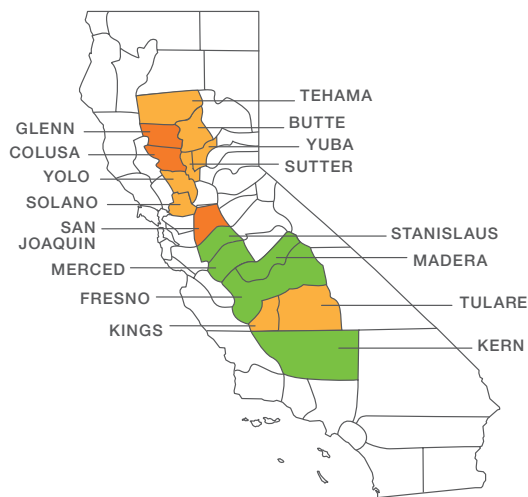 TEHAMA
GLENN
BUTTE
COLUSA
YUBA
SUTTER
YOLO
SOLANO
SAN
JOAQUIN
STANISLAUS
MERCED
MADERA
FRESNO
TULARE
KINGS
KERN